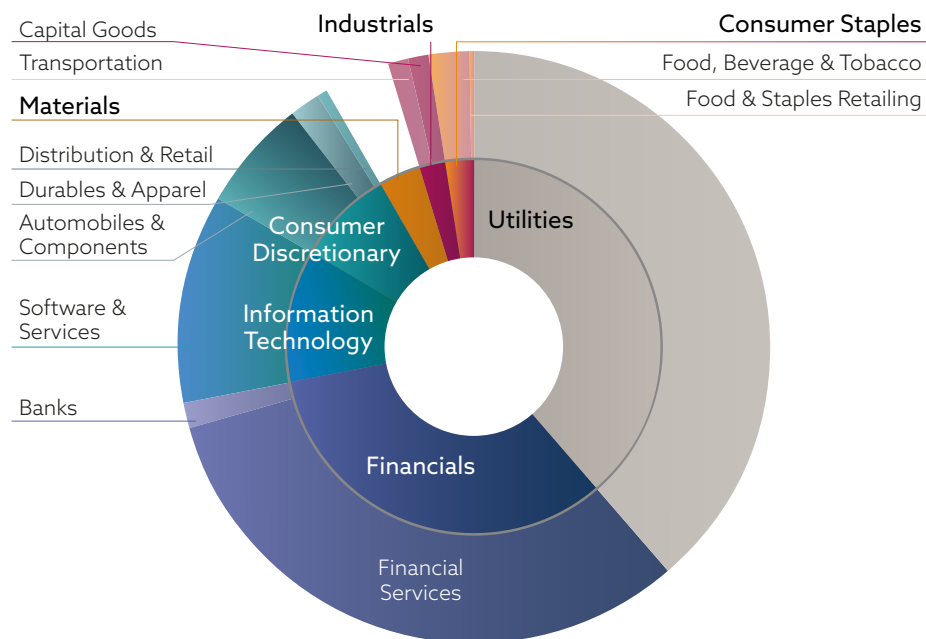 Industrials
Consumer Staples
Capital Goods
Transportation
Food, Beverage & Tobacco
Materials
Food & Staples Retailing
Distribution & Retail
Durables & Apparel
Automobiles &
Components
Consumer
Discretionary
Utilities
Software &
Services
Information
Technology
Banks
Financials
Financial
Services